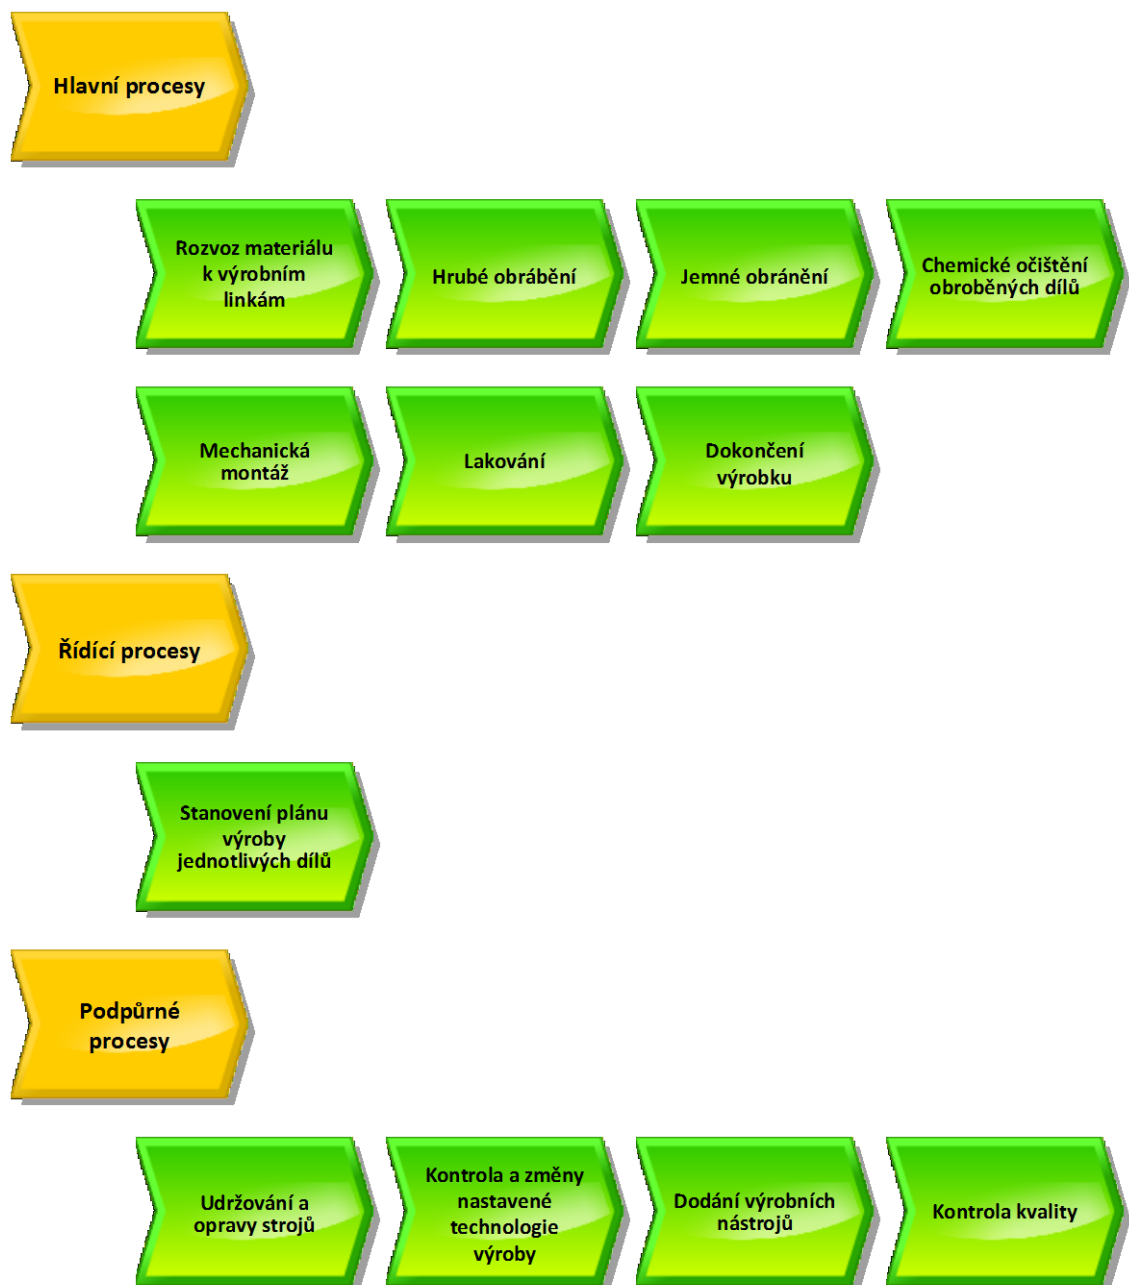 Hlavní procesy
Rozvoz materiálu
k výrobním
linkám
Hrubé obrábění
Jemné obránění
Chemické očištění
obroběných dílů
Mechanická
montáž
Lakování
Dokončení
výrobku
Řídící procesy
Stanovení plánu
výroby
jednotlivých dílů
Podpůrné
procesy
Udržování a
opravy strojů
Kontrola a změny
nastavené
technologie
výroby
Dodání výrobních
nástrojů
Kontrola kvality